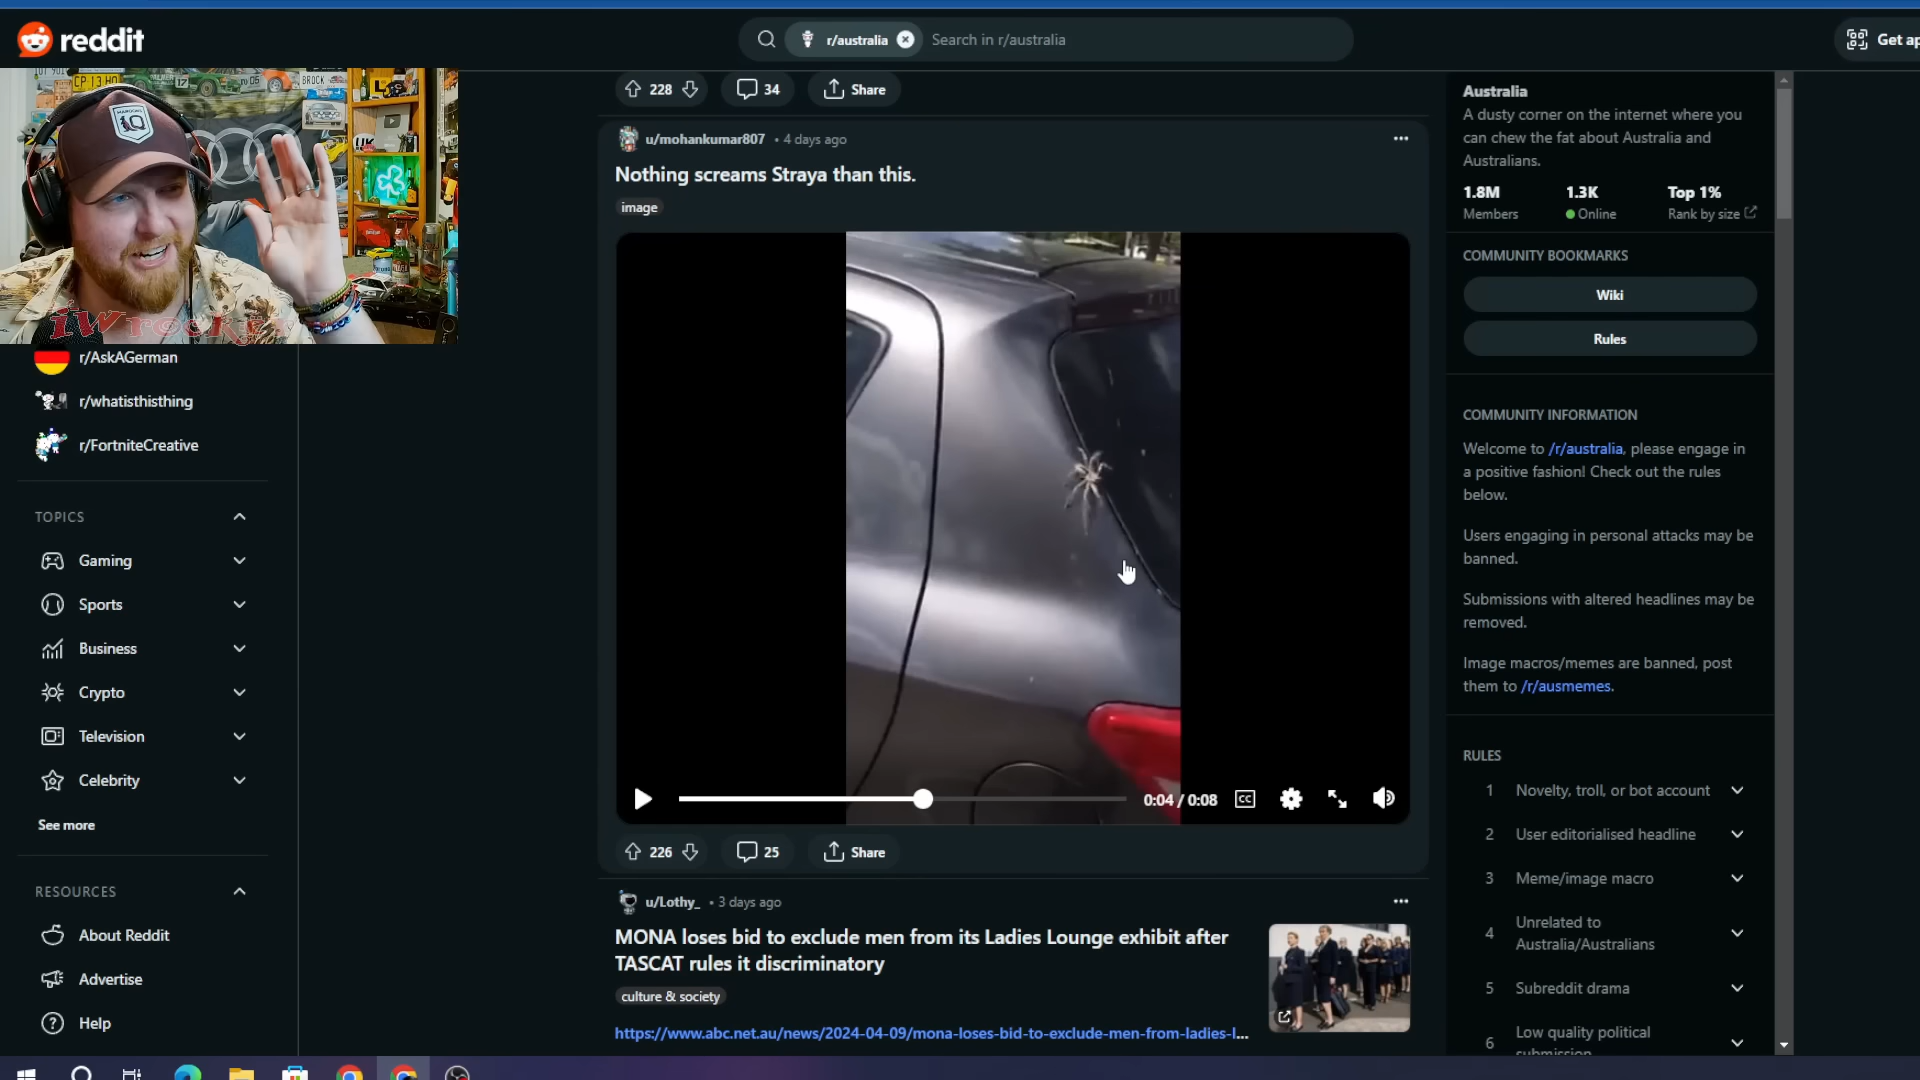 reddit
r/australia
Search in r/australia
Get ap
228
34
Share
CP 13 HO
BROCK
UK
L
iW rocker
r/AskAGerman
r/whatisthisthing
r/FortniteCreative
TOPICS
Gaming
Sports
Business
Crypto
Television
Celebrity
See more
RESOURCES
About Reddit
Advertise
Help
u/mohankumar807 • 4 days ago
Nothing screams Straya than this.
image
0:04 / 0:08
CC
226
25
Share
u/Lothy_ • 3 days ago
MONA loses bid to exclude men from its Ladies Lounge exhibit after
TASCAT rules it discriminatory
culture & society
https://www.abc.net.au/news/2024-04-09/mona-loses-bid-to-exclude-men-from-ladies-l...
Australia
A dusty corner on the internet where you
can chew the fat about Australia and
Australians.
1.8M
1.3K
Top 1%
Members
Online
Rank by size
COMMUNITY BOOKMARKS
Wiki
Rules
COMMUNITY INFORMATION
Welcome to /r/australia, please engage in
a positive fashion! Check out the rules
below.
Users engaging in personal attacks may be
banned.
Submissions with altered headlines may be
removed.
Image macros/memes are banned, post
them to /r/ausmemes.
RULES
1 Novelty, troll, or bot account
2 User editorialised headline
3 Meme/image macro
4 Unrelated to
Australia/Australians
5 Subreddit drama
6 Low quality political
submission